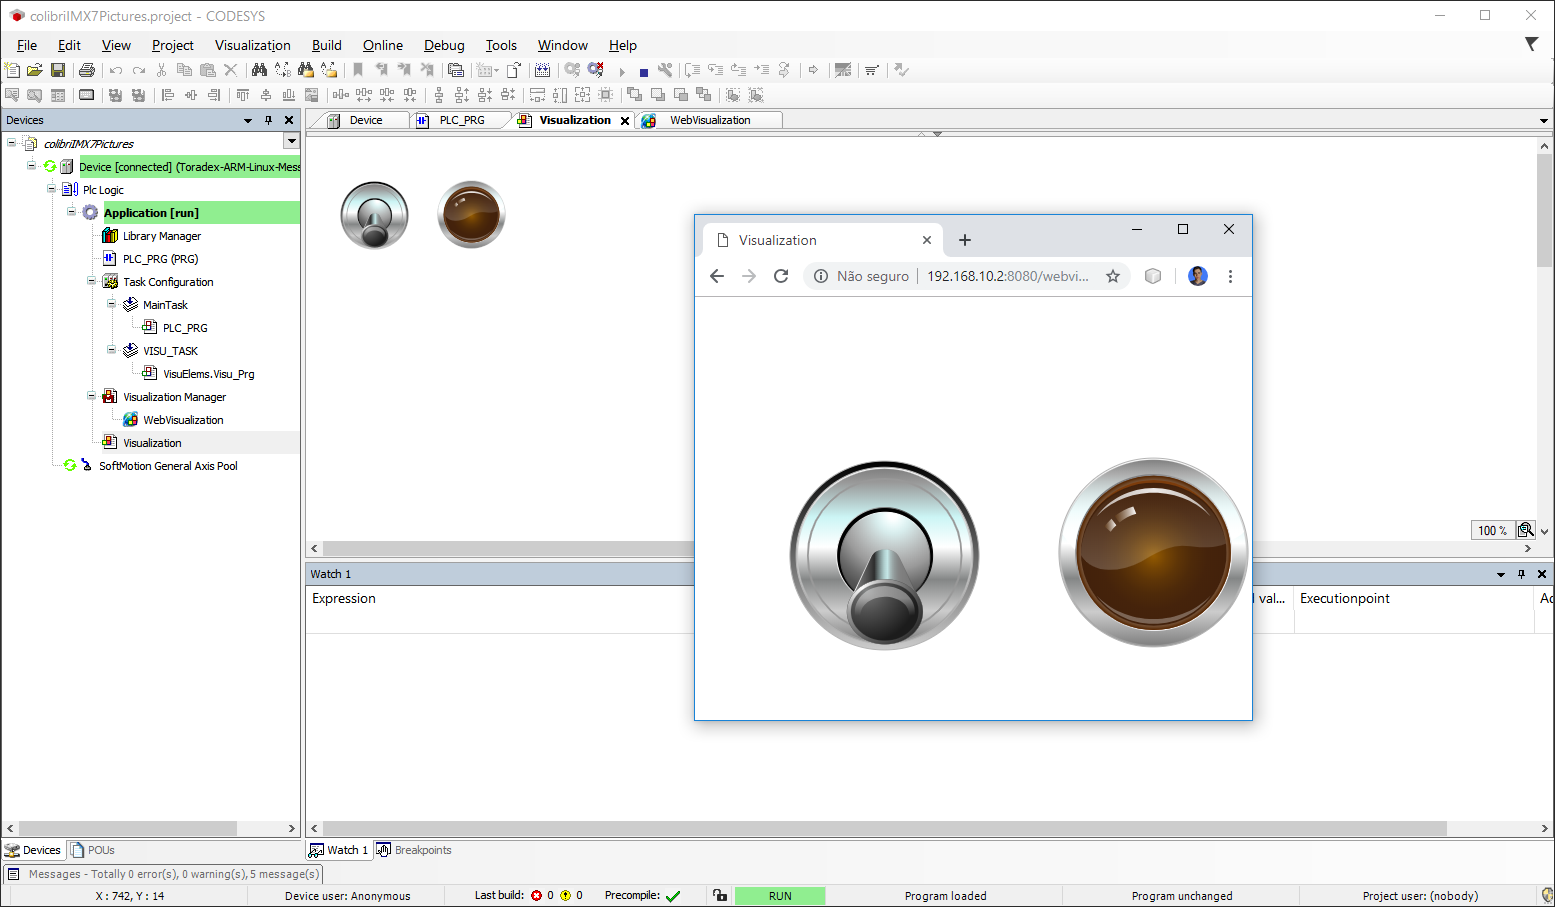 colibriIMX7Pictures.project - CODESYS
File Edit View Project Visualization Build Online Debug Tools Window Help
Devices
Device PLC_PRG Visualization WebVisualization
colibriIMX7Pictures
Device [connected] (Toradex-ARM-Linux-Mess
Plc Logic
Application [run]
Library Manager
PLC_PRG (PRG)
Task Configuration
MainTask
PLC_PRG
VISU_TASK
VisuElems.Visu_Prg
Visualization Manager
WebVisualization
Visualization
SoftMotion General Axis Pool
Visualization
Não seguro 192.168.10.2:8080/webvi...
100 %
Watch 1
Expression
l val... Executionpoint Ad
Devices POUs
Watch 1 Breakpoints
Messages - Totally 0 error(s), 0 warning(s), 5 message(s)
X : 742, Y : 14 Device user: Anonymous Last build: 0 0 Precompile: RUN Program loaded Program unchanged Project user: (nobody)